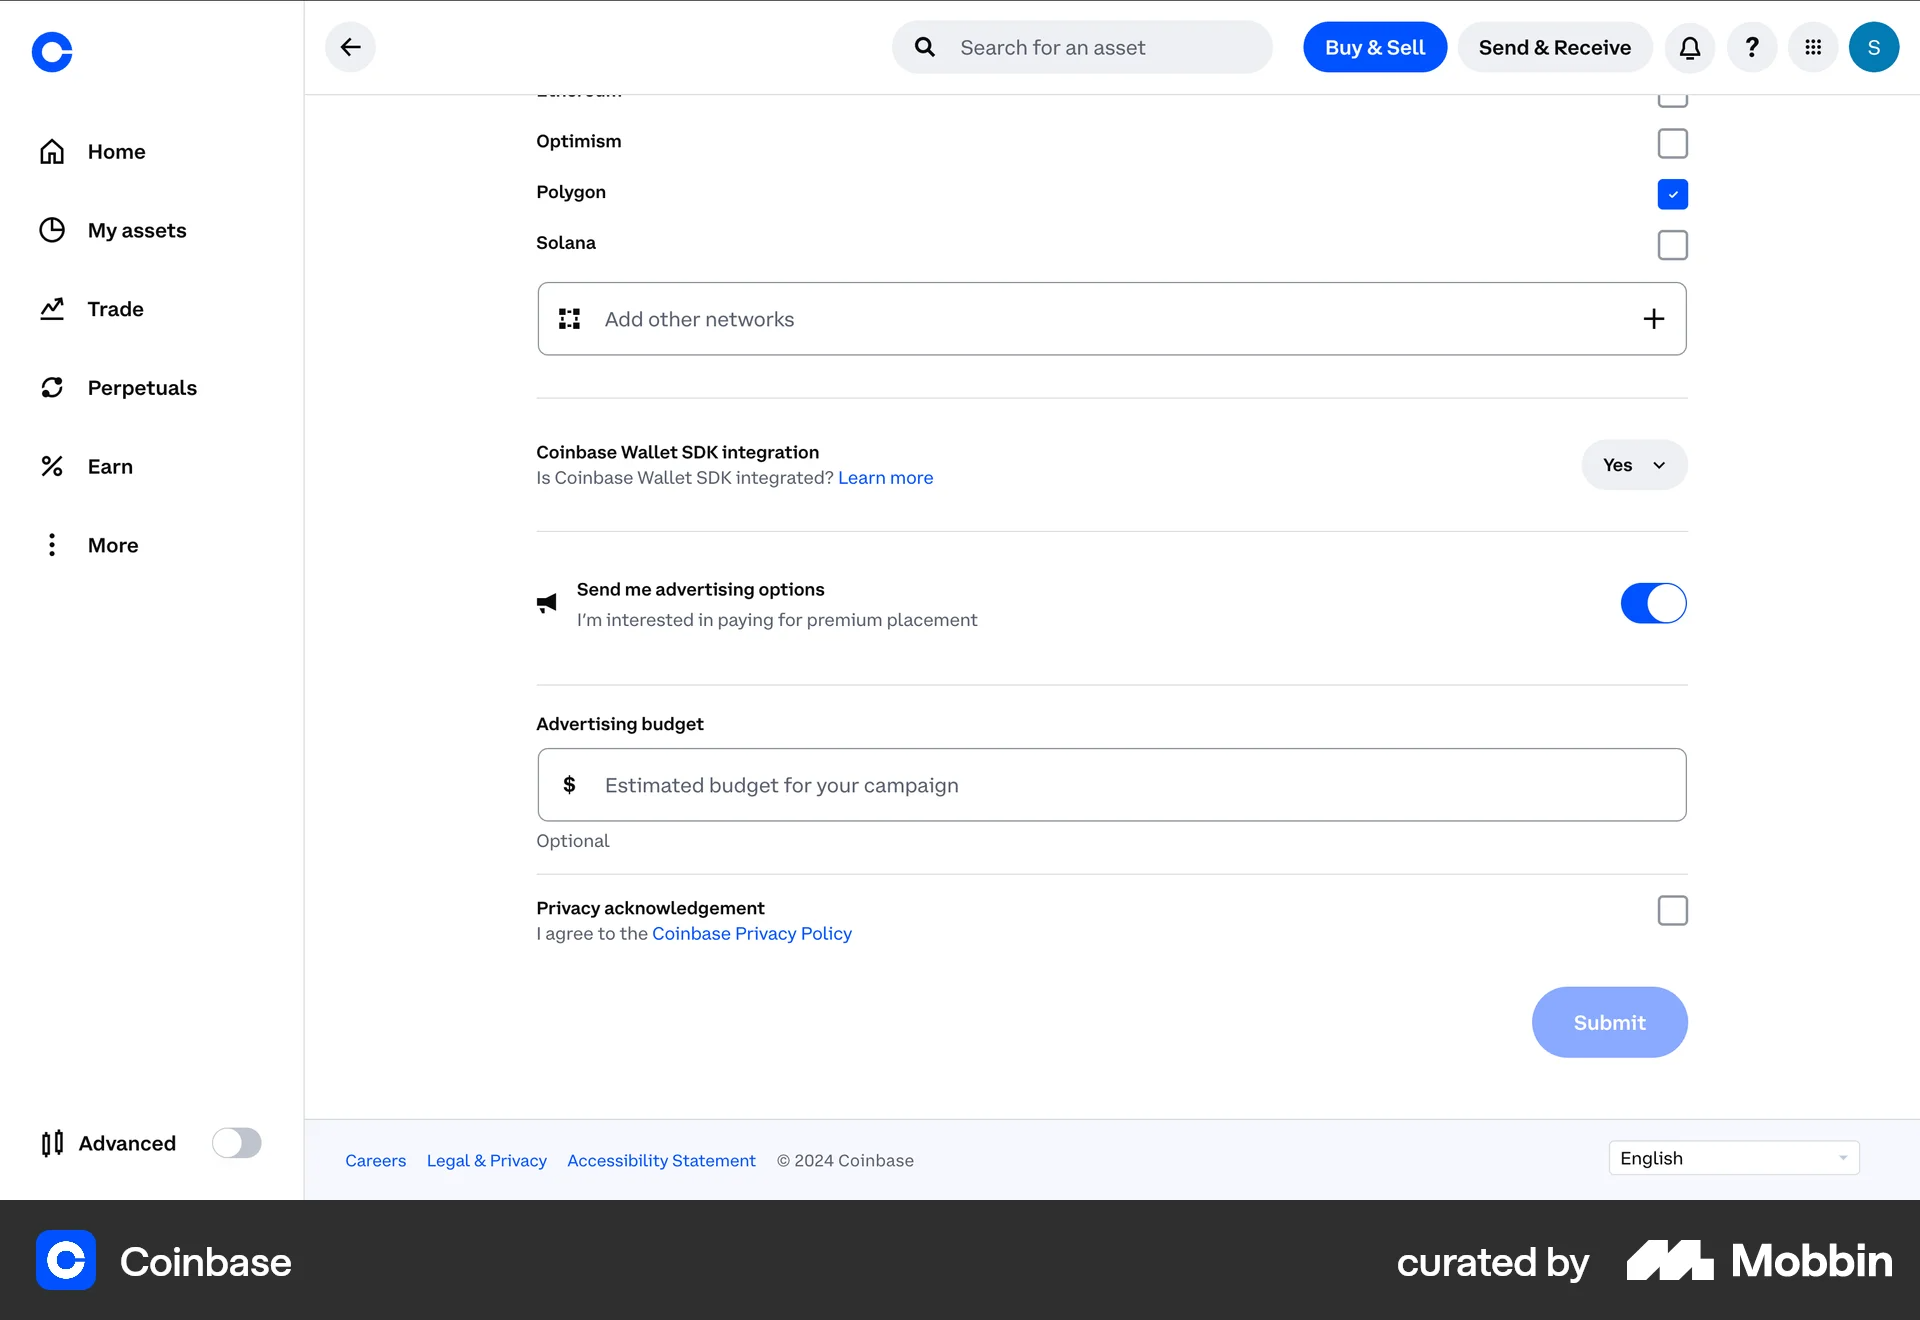 Search for an asset
Buy & Sell
Send & Receive
?
S
Home
My assets
Trade
Perpetuals
Earn
More
Advanced
Ethereum
Optimism
Polygon
Solana
Add other networks
Coinbase Wallet SDK integration
Is Coinbase Wallet SDK integrated? Learn more
Yes
Send me advertising options
I'm interested in paying for premium placement
Advertising budget
$ Estimated budget for your campaign
Optional
Privacy acknowledgement
I agree to the Coinbase Privacy Policy
Submit
Careers Legal & Privacy Accessibility Statement © 2024 Coinbase
English
Coinbase
curated by Mobbin